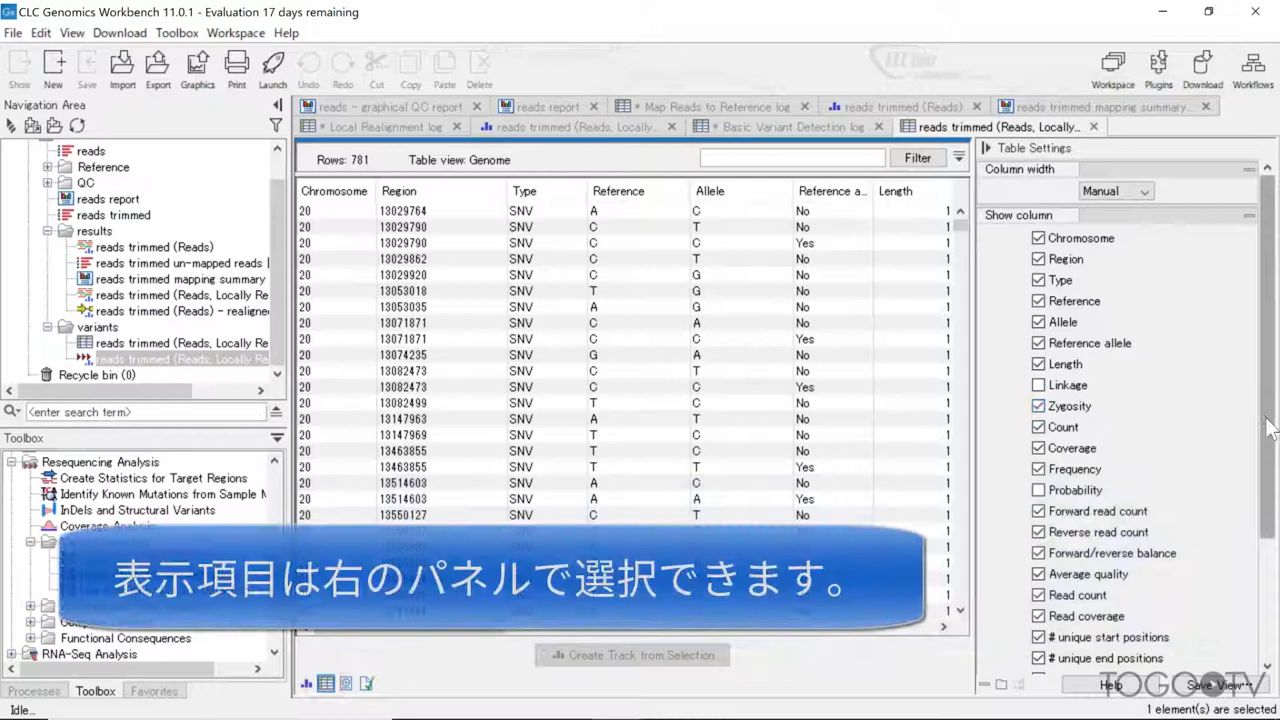 CLC Genomics Workbench 11.0.1 - Evaluation 17 days remaining
File Edit View Download Toolbox Workspace Help
Show New Save Import Export Graphics Print Launch Undo Redo Cut Copy Paste Delete Workspace Plugins Download Workflows
Navigation Area
reads
Reference
QC
reads report
reads trimmed
results
reads trimmed (Reads)
reads trimmed un-mapped reads
reads trimmed mapping summary
reads trimmed (Reads, Locally Re
reads trimmed (Reads) - realigne
variants
reads trimmed (Reads, Locally Re
reads trimmed (Reads, Locally Re
Recycle bin (0)
<enter search term>
Toolbox
Resequencing Analysis
Create Statistics for Target Regions
Identify Known Mutations from Sample M
InDels and Structural Variants
Functional Consequences
RNA-Seq Analysis
Processes Toolbox Favorites
Idle...
reads - graphical QC report reads report * Map Reads to Reference log reads trimmed (Reads) reads trimmed mapping summary...
* Local Realignment log reads trimmed (Reads, Locally... * Basic Variant Detection log reads trimmed (Reads, Locally...
Rows: 781 Table view: Genome Filter
Chromosome Region Type Reference Allele Reference a... Length
20 13029764 SNV A C No 1
20 13029790 SNV C T No 1
20 13029790 SNV C C Yes 1
20 13029862 SNV C T No 1
20 13029920 SNV C G No 1
20 13053018 SNV T G No 1
20 13053035 SNV A G No 1
20 13071871 SNV C A No 1
20 13071871 SNV C C Yes 1
20 13074235 SNV G A No 1
20 13082473 SNV C T No 1
20 13082473 SNV C C Yes 1
20 13082499 SNV C T No 1
20 13147963 SNV A T No 1
20 13147969 SNV T C No 1
20 13463855 SNV T C No 1
20 13463855 SNV T T Yes 1
20 13514603 SNV A C No 1
20 13514603 SNV A A Yes 1
20 13550127 SNV C T No 1
表示項目は右のパネルで選択できます。
Create Track from Selection
Table Settings
Column width
Manual
Show column
Chromosome
Region
Type
Reference
Allele
Reference allele
Length
Linkage
Zygosity
Count
Coverage
Frequency
Probability
Forward read count
Reverse read count
Forward/reverse balance
Average quality
Read count
Read coverage
# unique start positions
# unique end positions
Help Save View...
TOGOTV
1 element(s) are selected